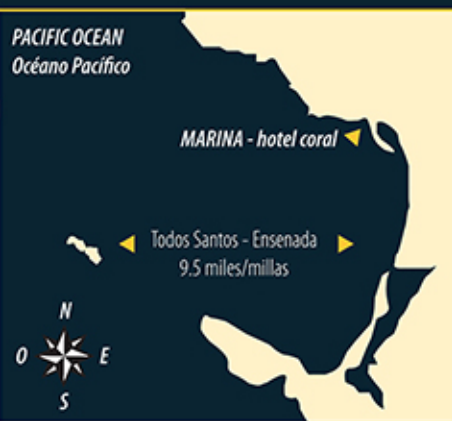 PACIFIC OCEAN
Océano Pacífico
MARINA - hotel coral
Todos Santos - Ensenada
9.5 miles/millas
N
O E
S